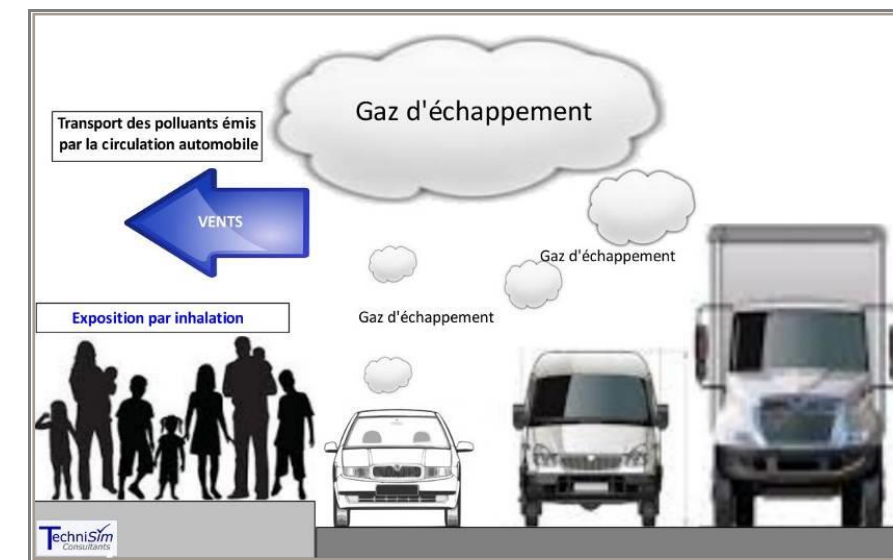 Gaz d'échappement
Transport des polluants émis
par la circulation automobile
VENTS
Gaz d'échappement
Exposition par inhalation
Gaz d'échappement
TechniSim
Consultants